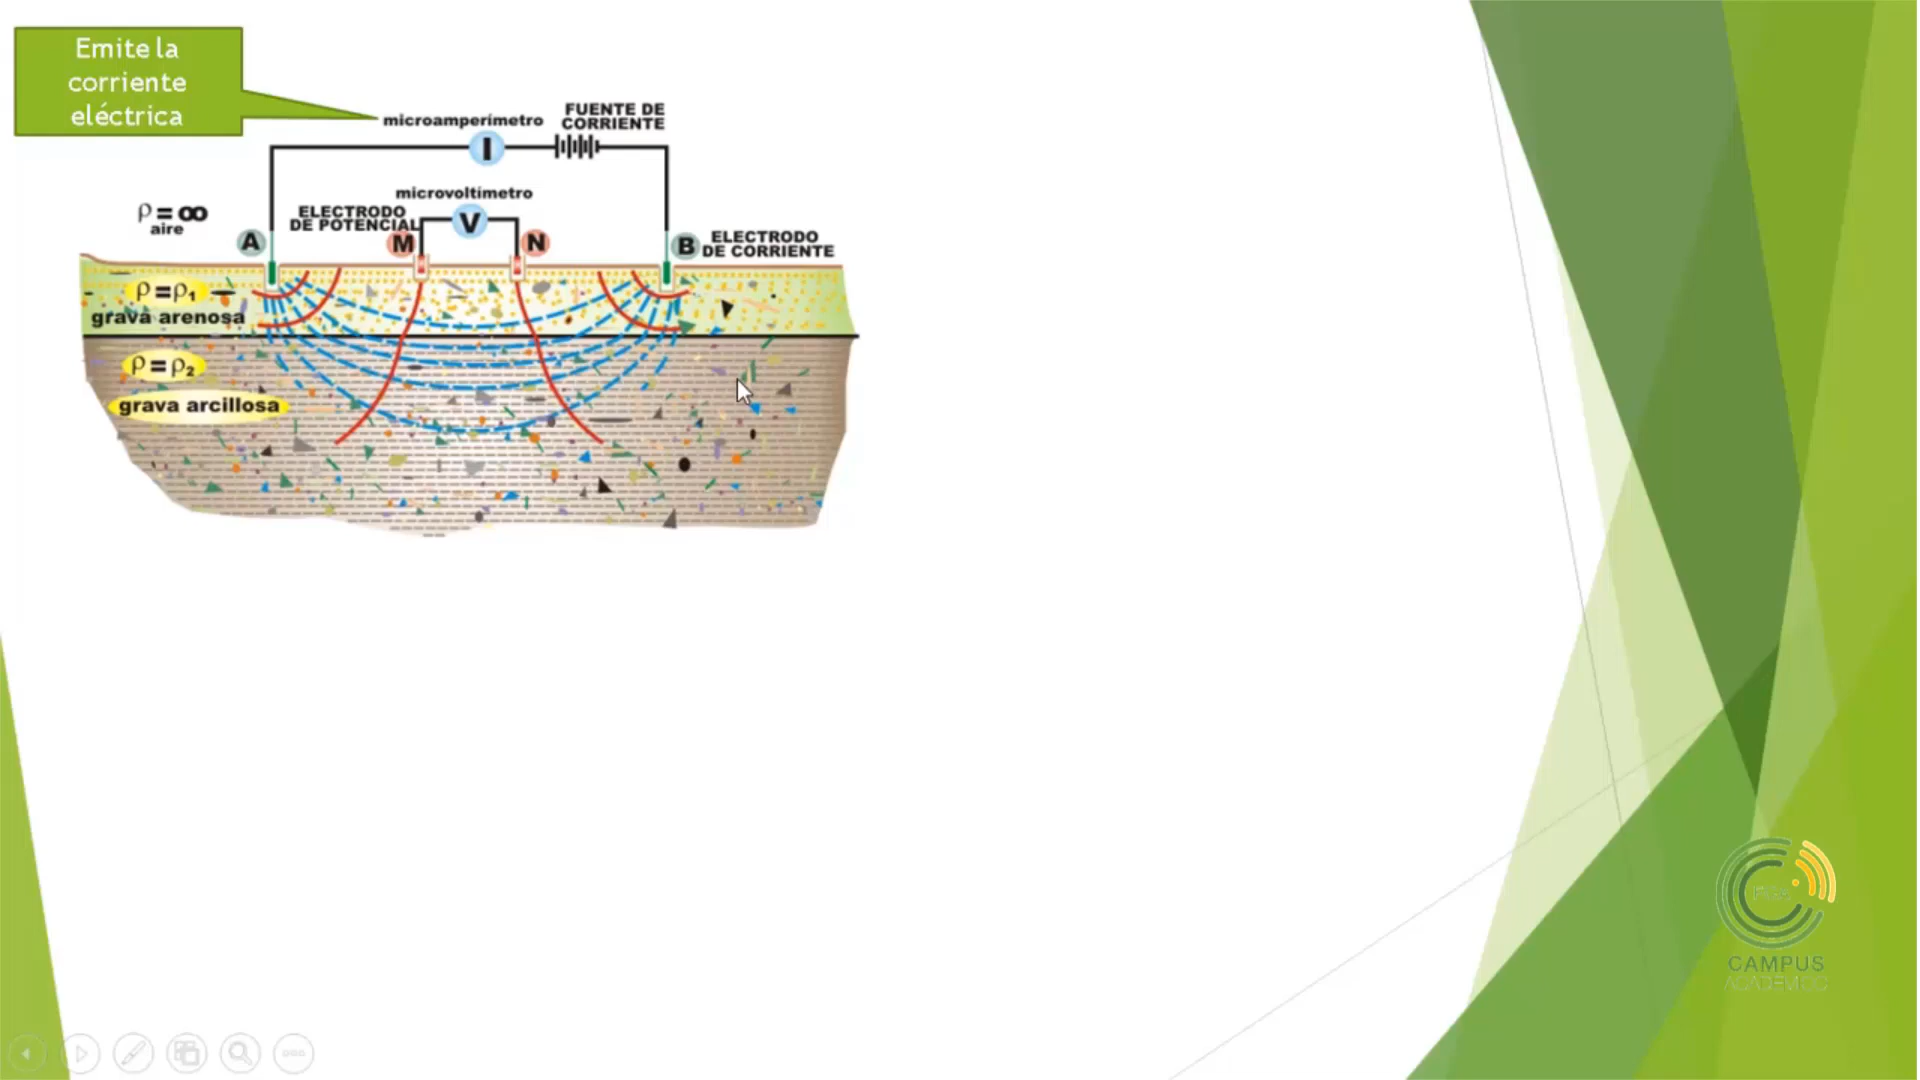 Emite la
corriente
eléctrica
microamperímetro
FUENTE DE
CORRIENTE
I
microvoltímetro
ρ = ∞
aire
ELECTRODO
DE POTENCIAL
V
A
M
N
B
ELECTRODO
DE CORRIENTE
ρ = ρ₁
grava arenosa
ρ = ρ₂
grava arcillosa
CAMPUS
ACADÉMICO